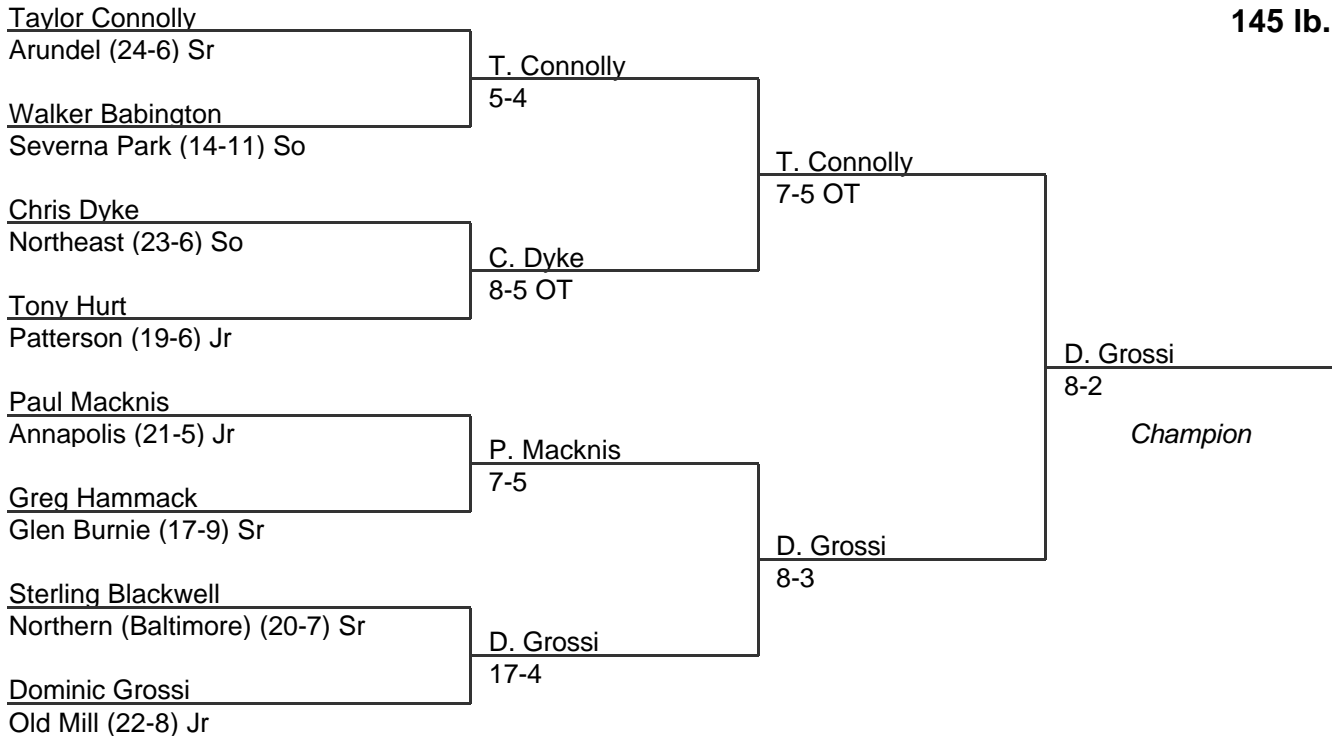 145 lb.
Taylor Connolly
Arundel (24-6) Sr
T. Connolly
5-4
Walker Babington
Severna Park (14-11) So
T. Connolly
7-5 OT
Chris Dyke
Northeast (23-6) So
C. Dyke
8-5 OT
Tony Hurt
Patterson (19-6) Jr
D. Grossi
8-2
Champion
Paul Macknis
Annapolis (21-5) Jr
P. Macknis
7-5
Greg Hammack
Glen Burnie (17-9) Sr
D. Grossi
8-3
Sterling Blackwell
Northern (Baltimore) (20-7) Sr
D. Grossi
17-4
Dominic Grossi
Old Mill (22-8) Jr